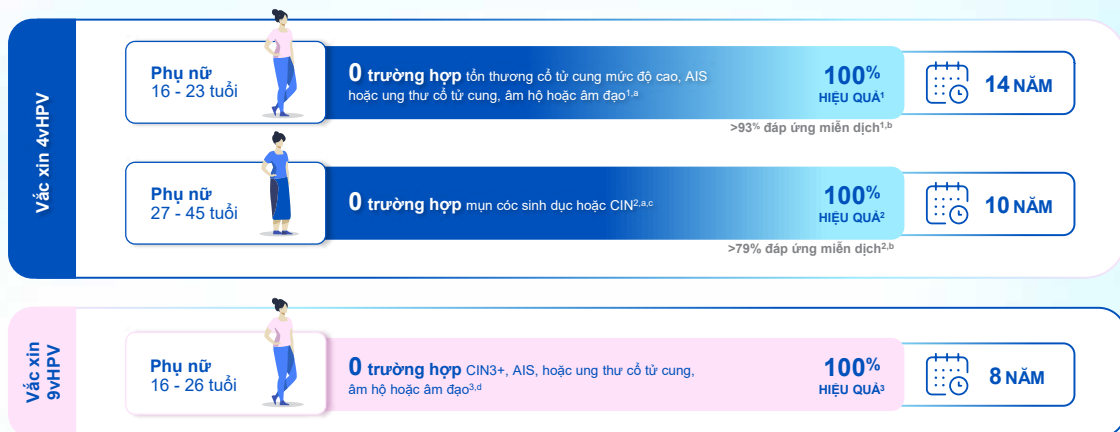 Vắc xin 4vHPV
Phụ nữ
16 - 23 tuổi
0 trường hợp tổn thương cổ tử cung mức độ cao, AIS
hoặc ung thư cổ tử cung, âm hộ hoặc âm đạo¹,ᵃ
100%
HIỆU QUẢ¹
14 NĂM
>93% đáp ứng miễn dịch¹,ᵇ
Phụ nữ
27 - 45 tuổi
0 trường hợp mụn cóc sinh dục hoặc CIN²,ᵃ,ᶜ
100%
HIỆU QUẢ²
10 NĂM
>79% đáp ứng miễn dịch²,ᵇ
Vắc xin
9vHPV
Phụ nữ
16 - 26 tuổi
0 trường hợp CIN3+, AIS, hoặc ung thư cổ tử cung,
âm hộ hoặc âm đạo³,ᵈ
100%
HIỆU QUẢ³
8 NĂM